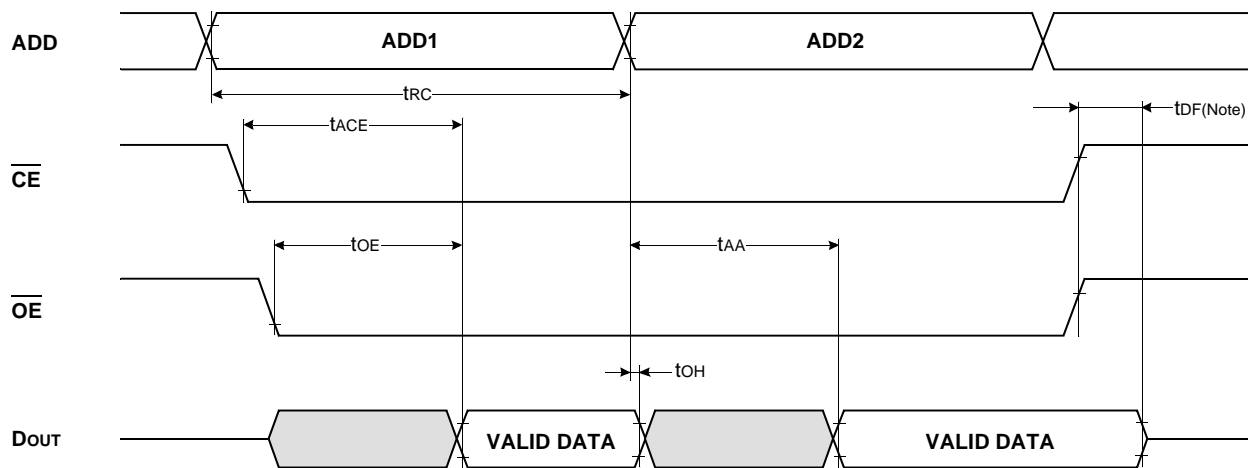 ADD ADD1 ADD2
tRC
tDF(Note)
tACE
CE
tOE tAA
OE
tOH
DOUT VALID DATA VALID DATA